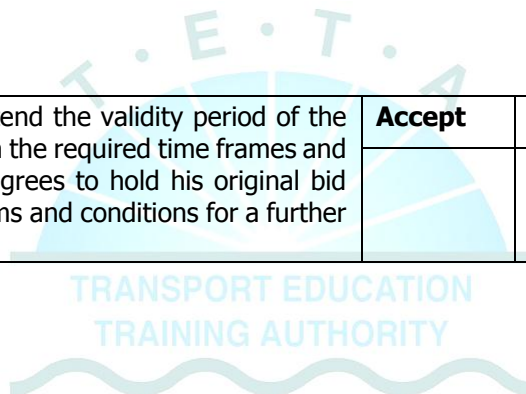 T • E • T • A
end the validity period of the
the required time frames and
grees to hold his original bid
ms and conditions for a further
Accept
TRANSPORT EDUCATION
TRAINING AUTHORITY